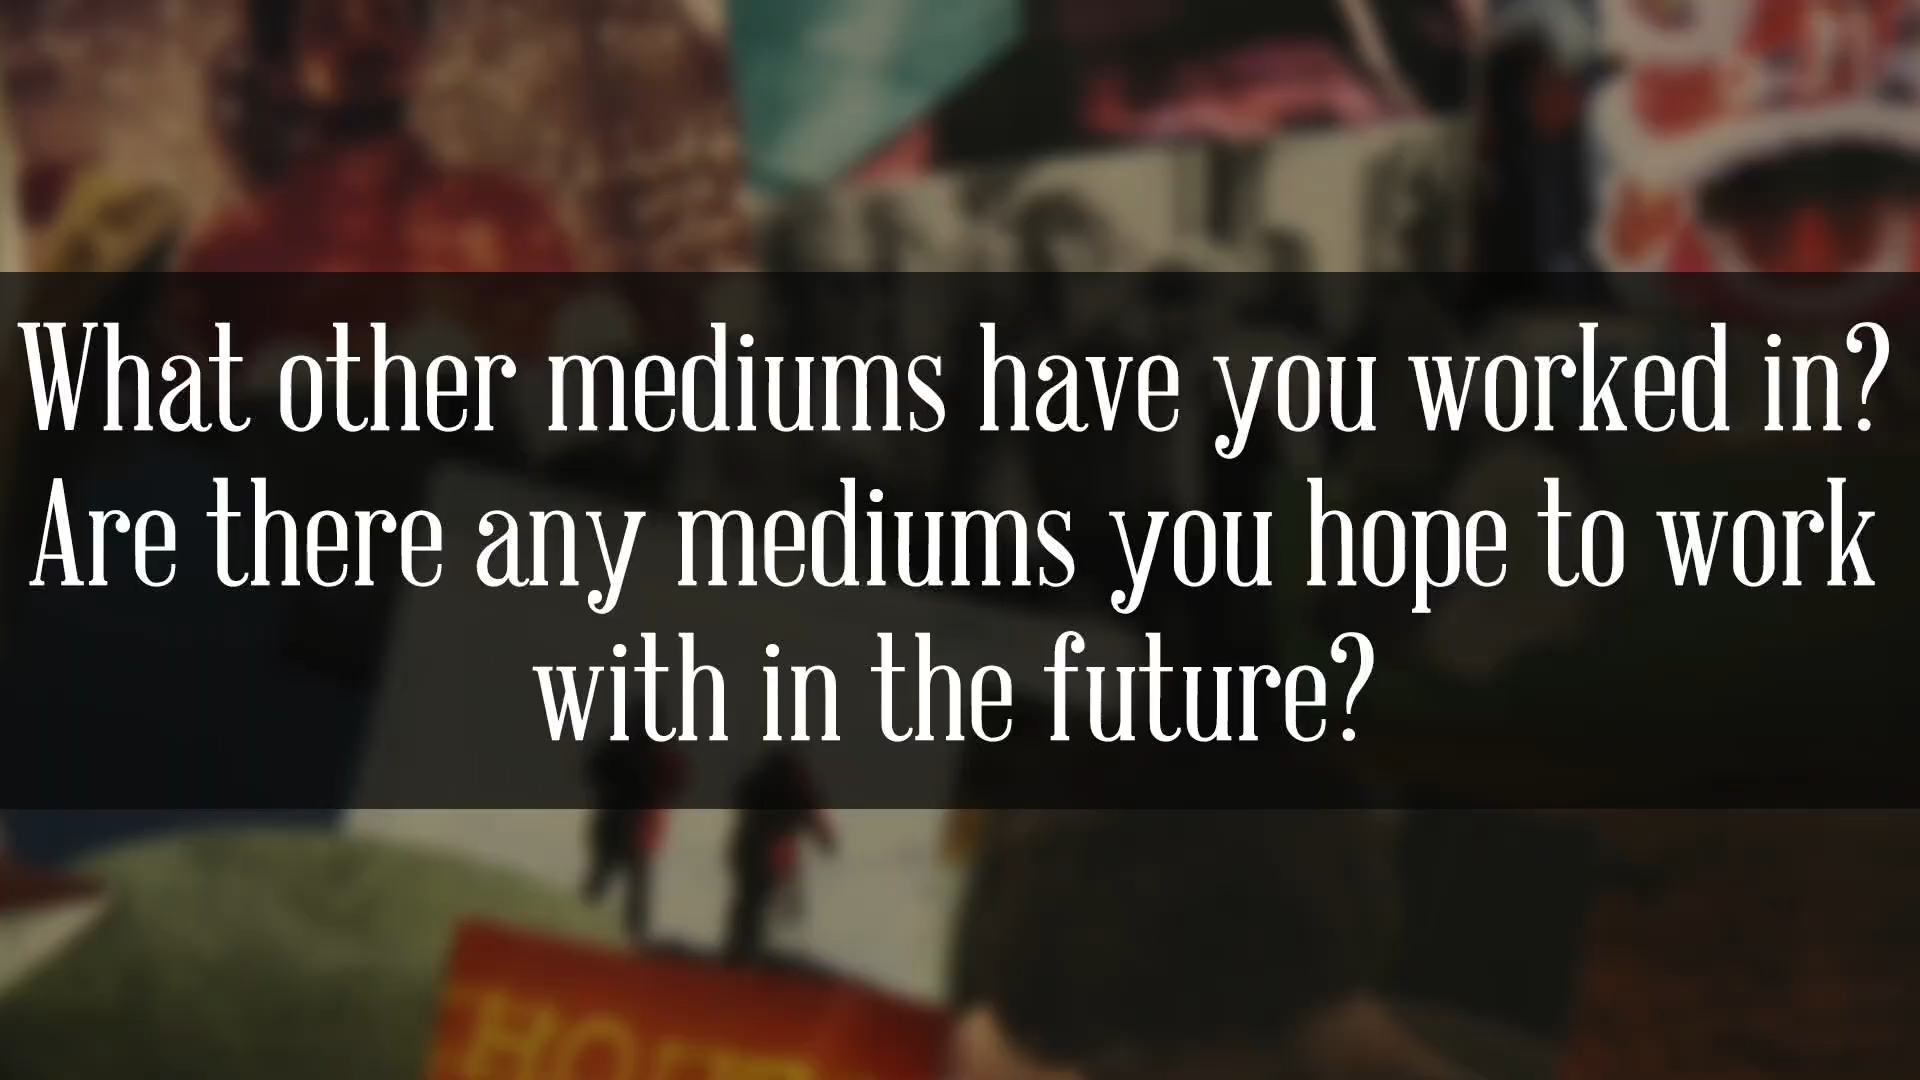 What other mediums have you worked in?
Are there any mediums you hope to work
with in the future?